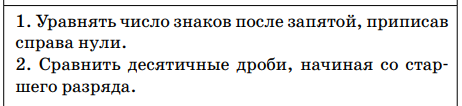 1. Уравнять число знаков после запятой, приписав
справа нули.
2. Сравнить десятичные дроби, начиная со стар-
шего разряда.